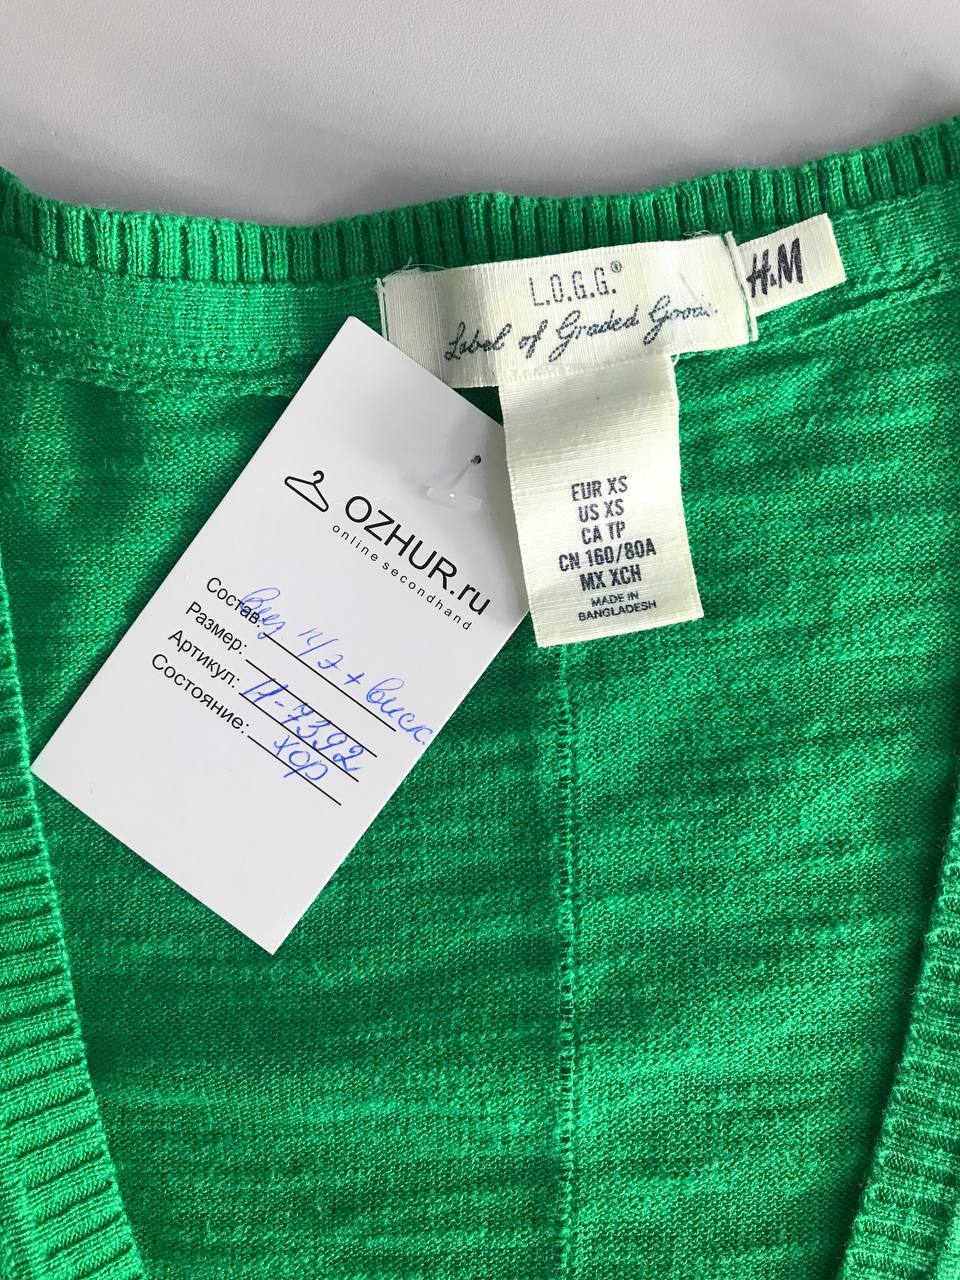 L.O.G.G.®
Label of Graded Goods.
H&M
EUR XS
US XS
CA TP
CN 160/80A
MX XCH
MADE IN
BANGLADESH
OZHUR.ru
online secondhand
Состав: п/э + виск.
Размер:
Артикул: H-7392
Состояние: хор